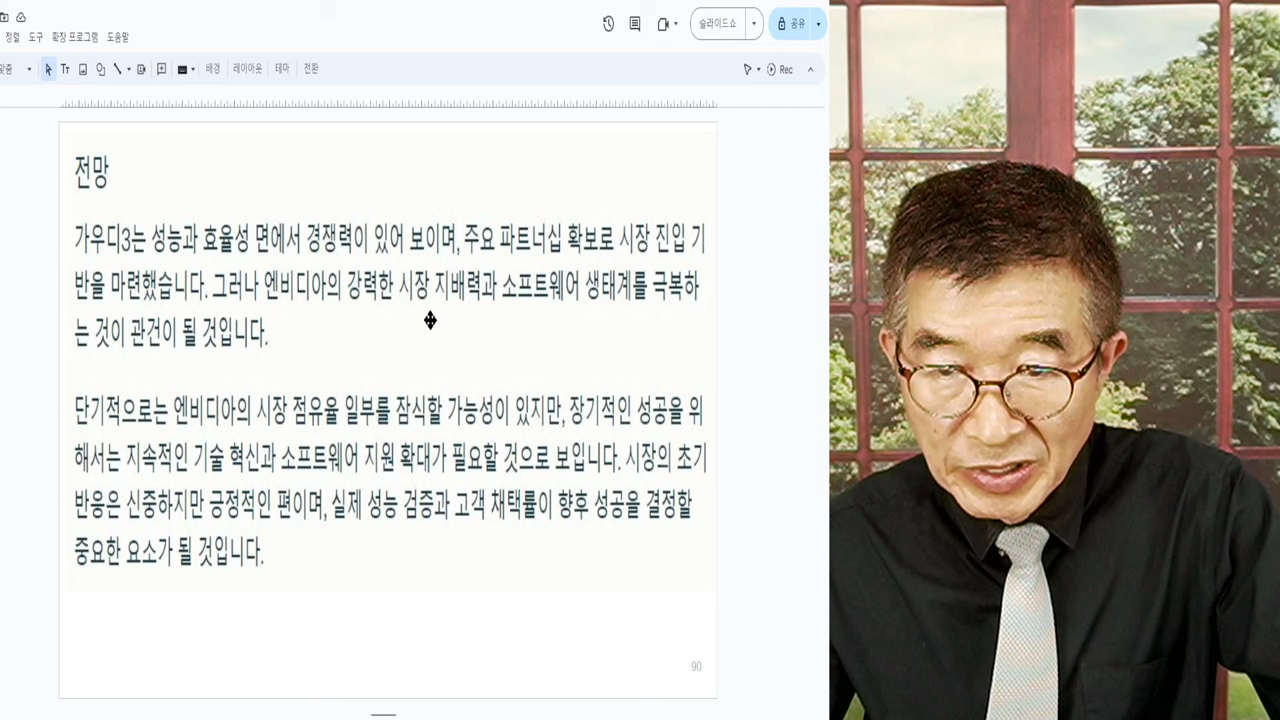 정렬 도구 확장 프로그램 도움말
슬라이드쇼
공유
배경 레이아웃 테마 전환
Rec
전망
가우디3는 성능과 효율성 면에서 경쟁력이 있어 보이며, 주요 파트너십 확보로 시장 진입 기
반을 마련했습니다. 그러나 엔비디아의 강력한 시장 지배력과 소프트웨어 생태계를 극복하
는 것이 관건이 될 것입니다.
단기적으로는 엔비디아의 시장 점유율 일부를 잠식할 가능성이 있지만, 장기적인 성공을 위
해서는 지속적인 기술 혁신과 소프트웨어 지원 확대가 필요할 것으로 보입니다. 시장의 초기
반응은 신중하지만 긍정적인 편이며, 실제 성능 검증과 고객 채택률이 향후 성공을 결정할
중요한 요소가 될 것입니다.
90